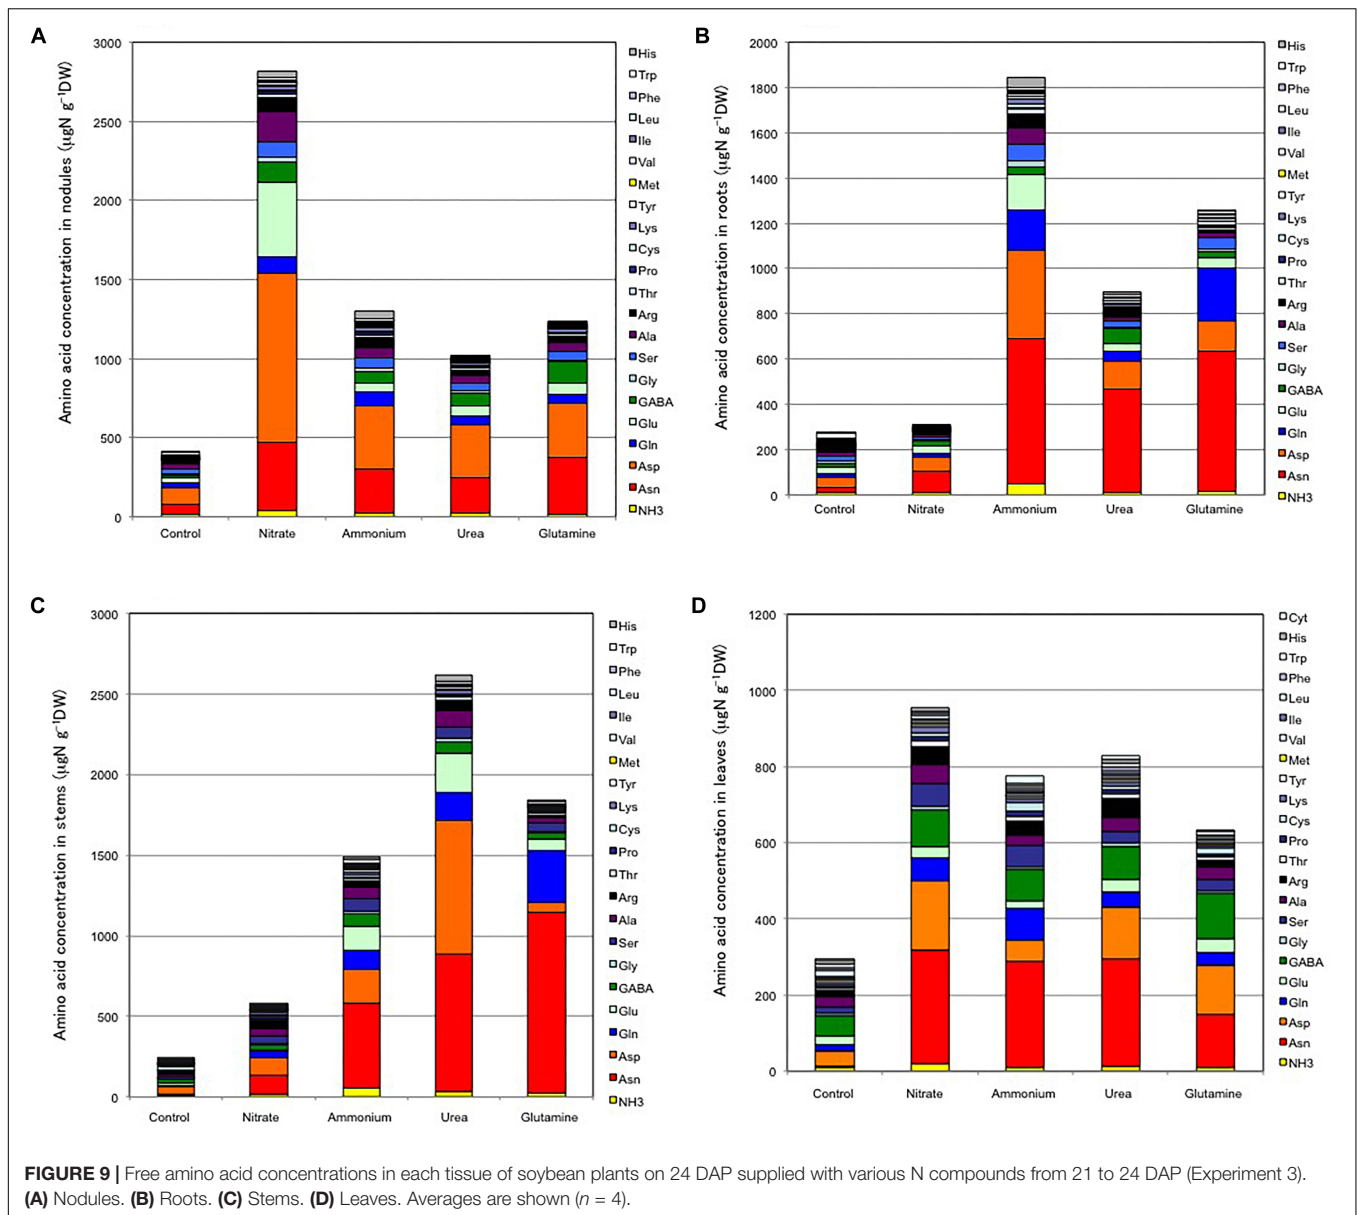 A
Amino acid concentration in nodules (μgN g⁻¹DW)
3000
2500
2000
1500
1000
500
0
Control Nitrate Ammonium Urea Glutamine
His
Trp
Phe
Leu
Ile
Val
Met
Tyr
Lys
Cys
Pro
Thr
Arg
Ala
Ser
Gly
GABA
Glu
Gln
Asp
Asn
NH3
B
Amino acid concentration in roots (μgN g⁻¹DW)
2000
1800
1600
1400
1200
1000
800
600
400
200
0
Control Nitrate Ammonium Urea Glutamine
His
Trp
Phe
Leu
Ile
Val
Met
Tyr
Lys
Cys
Pro
Thr
Arg
Ala
Ser
Gly
GABA
Glu
Gln
Asp
Asn
NH3
C
Amino acid concentration in stems (μgN g⁻¹DW)
3000
2500
2000
1500
1000
500
0
Control Nitrate Ammonium Urea Glutamine
His
Trp
Phe
Leu
Ile
Val
Met
Tyr
Lys
Cys
Pro
Thr
Arg
Ala
Ser
Gly
GABA
Glu
Gln
Asp
Asn
NH3
D
Amino acid concentration in leaves (μgN g⁻¹DW)
1200
1000
800
600
400
200
0
Control Nitrate Ammonium Urea Glutamine
Cyt
His
Trp
Phe
Leu
Ile
Val
Met
Tyr
Lys
Cys
Pro
Thr
Arg
Ala
Ser
Gly
GABA
Glu
Gln
Asp
Asn
NH3
FIGURE 9 | Free amino acid concentrations in each tissue of soybean plants on 24 DAP supplied with various N compounds from 21 to 24 DAP (Experiment 3).
(A) Nodules. (B) Roots. (C) Stems. (D) Leaves. Averages are shown (n = 4).